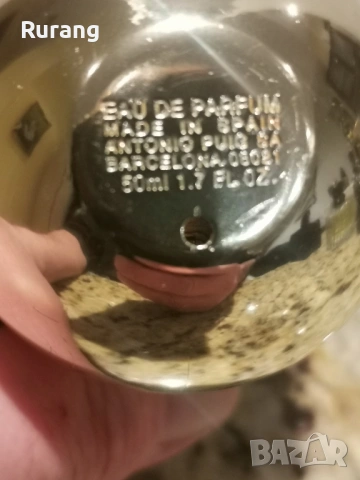 Rurang
EAU DE PARFUM
MADE IN SPAIN
ANTONIO PUIG SA
BARCELONA. 08021
50ml 1.7 FL.OZ.
BAZAR